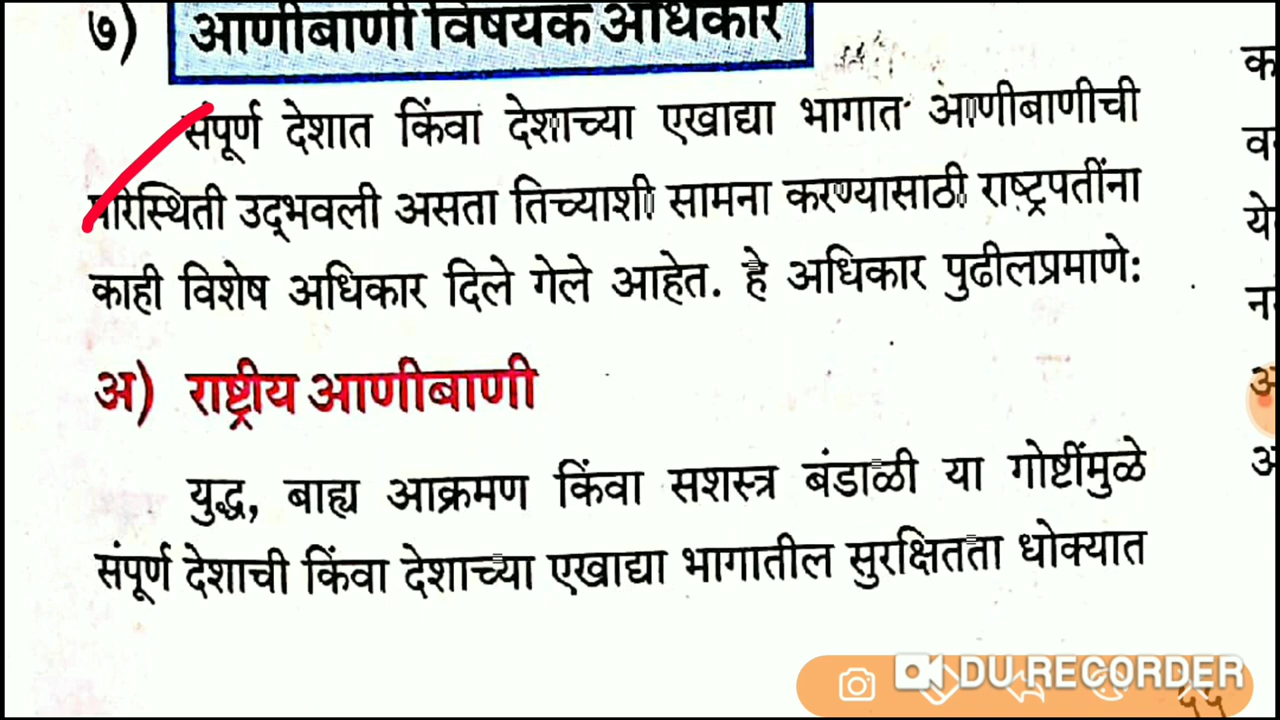 ७) आणीबाणी विषयक अधिकार
संपूर्ण देशात किंवा देशाच्या एखाद्या भागात आणीबाणीची
परिस्थिती उद्‌भवली असता तिच्याशी सामना करण्यासाठी राष्ट्रपतींना
काही विशेष अधिकार दिले गेले आहेत. हे अधिकार पुढीलप्रमाणे:
अ) राष्ट्रीय आणीबाणी
युद्ध, बाह्य आक्रमण किंवा सशस्त्र बंडाळी या गोष्टींमुळे
संपूर्ण देशाची किंवा देशाच्या एखाद्या भागातील सुरक्षितता धोक्यात
DU RECORDER